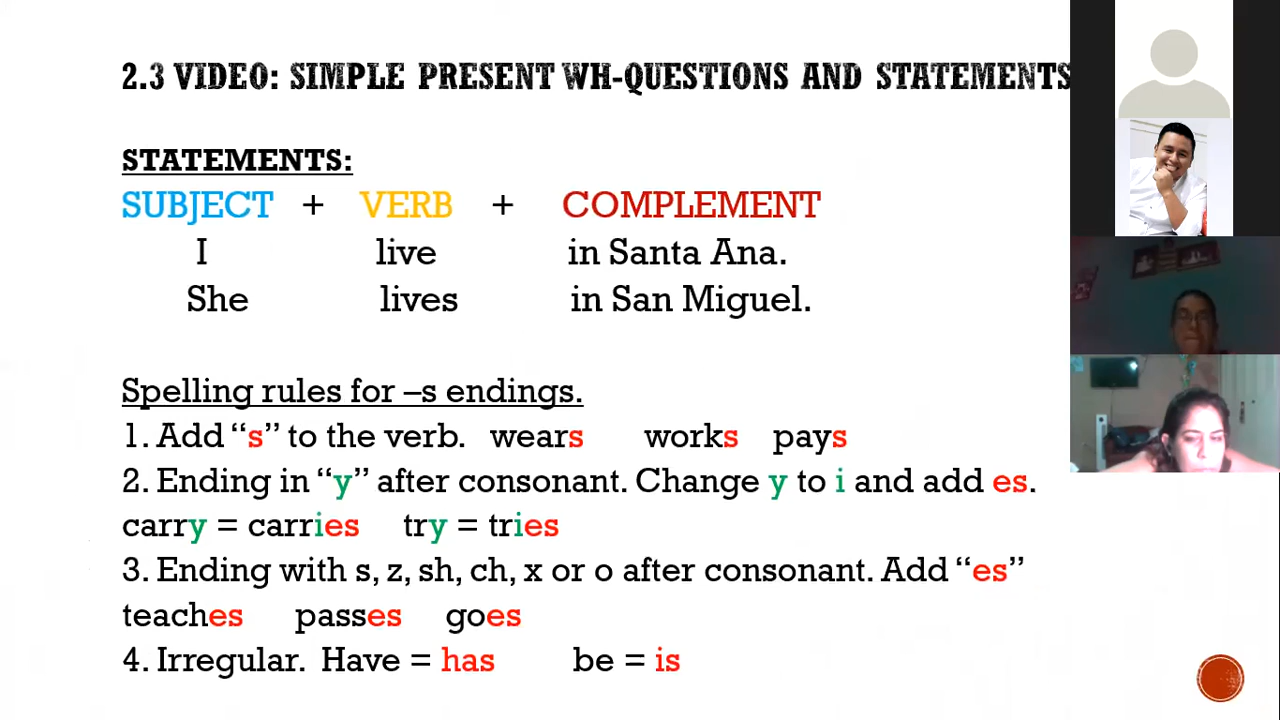 2.3 VIDEO: SIMPLE PRESENT WH-QUESTIONS AND STATEMENTS
STATEMENTS:
SUBJECT + VERB + COMPLEMENT
I live in Santa Ana.
She lives in San Miguel.
Spelling rules for –s endings.
1. Add “s” to the verb. wears works pays
2. Ending in “y” after consonant. Change y to i and add es.
carry = carries try = tries
3. Ending with s, z, sh, ch, x or o after consonant. Add “es”
teaches passes goes
4. Irregular. Have = has be = is